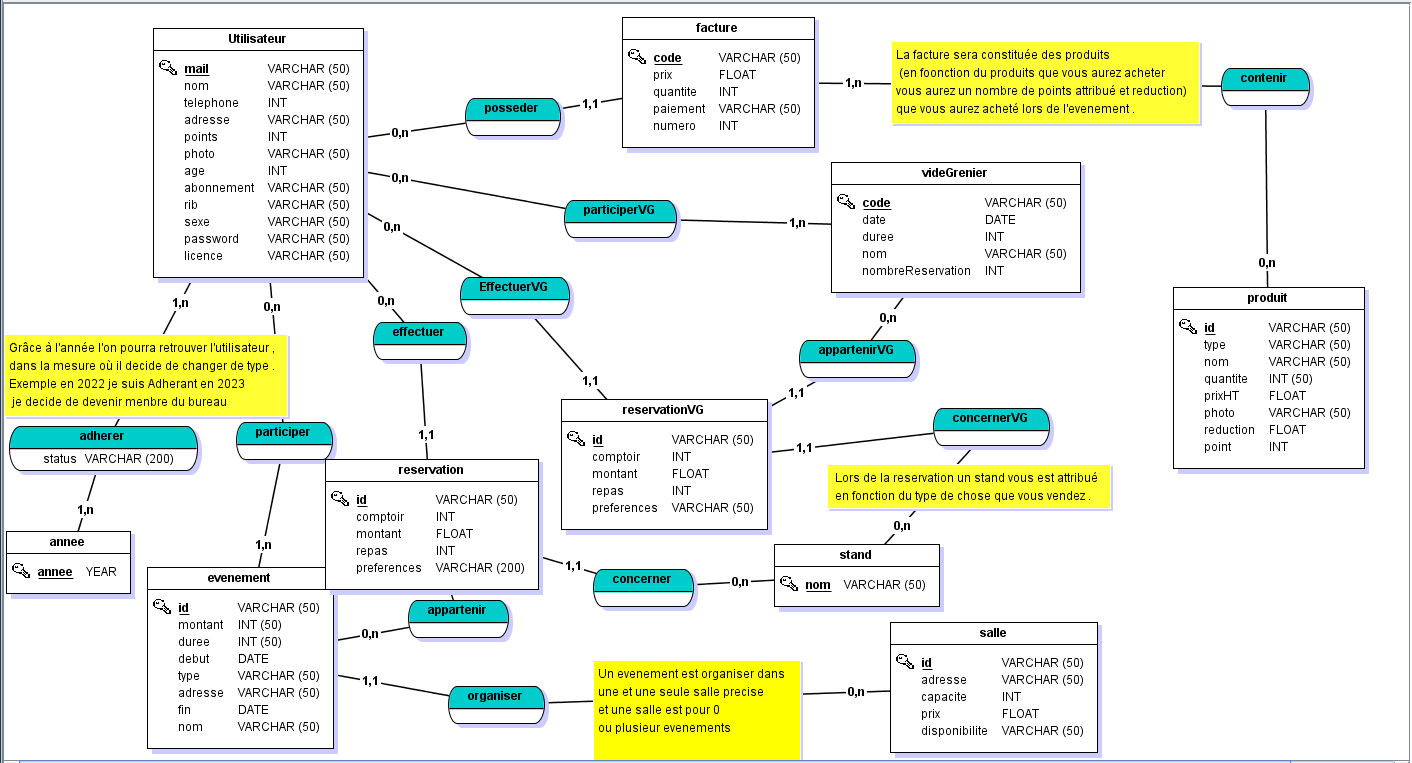 Utilisateur
mail VARCHAR (50)
nom VARCHAR (50)
telephone INT
adresse VARCHAR (50)
points INT
photo VARCHAR (50)
age INT
abonnement VARCHAR (50)
rib VARCHAR (50)
sexe VARCHAR (50)
password VARCHAR (50)
licence VARCHAR (50)
facture
code VARCHAR (50)
prix FLOAT
quantite INT
paiement VARCHAR (50)
numero INT
La facture sera constituée des produits
(en foonction du produits que vous aurez acheter
vous aurez un nombre de points attribué et reduction)
que vous aurez acheté lors de l'evenement .
contenir
posseder
1,1
1,n
0,n
videGrenier
code VARCHAR (50)
date DATE
duree INT
nom VARCHAR (50)
nombreReservation INT
0,n
participerVG
1,n
0,n
EffectuerVG
0,n
produit
id VARCHAR (50)
type VARCHAR (50)
nom VARCHAR (50)
quantite INT (50)
prixHT FLOAT
photo VARCHAR (50)
reduction FLOAT
point INT
1,n
0,n
0,n
effectuer
0,n
appartenirVG
1,1
1,1
Grâce à l'année l'on pourra retrouver l'utilisateur ,
dans la mesure où il decide de changer de type .
Exemple en 2022 je suis Adherant en 2023
je decide de devenir menbre du bureau
adherer
status VARCHAR (200)
participer
1,1
reservationVG
id VARCHAR (50)
comptoir INT
montant FLOAT
repas INT
preferences VARCHAR (50)
concernerVG
1,1
Lors de la reservation un stand vous est attribué
en fonction du type de chose que vous vendez .
0,n
reservation
id VARCHAR (50)
comptoir INT
montant FLOAT
repas INT
preferences VARCHAR (200)
1,n
annee
annee YEAR
1,n
1,1
concerner
0,n
stand
nom VARCHAR (50)
evenement
id VARCHAR (50)
montant INT (50)
duree INT (50)
debut DATE
type VARCHAR (50)
adresse VARCHAR (50)
fin DATE
nom VARCHAR (50)
appartenir
0,n
1,1
organiser
Un evenement est organiser dans
une et une seule salle precise
et une salle est pour 0
ou plusieur evenements
0,n
salle
id VARCHAR (50)
adresse VARCHAR (50)
capacite INT
prix FLOAT
disponibilite VARCHAR (50)